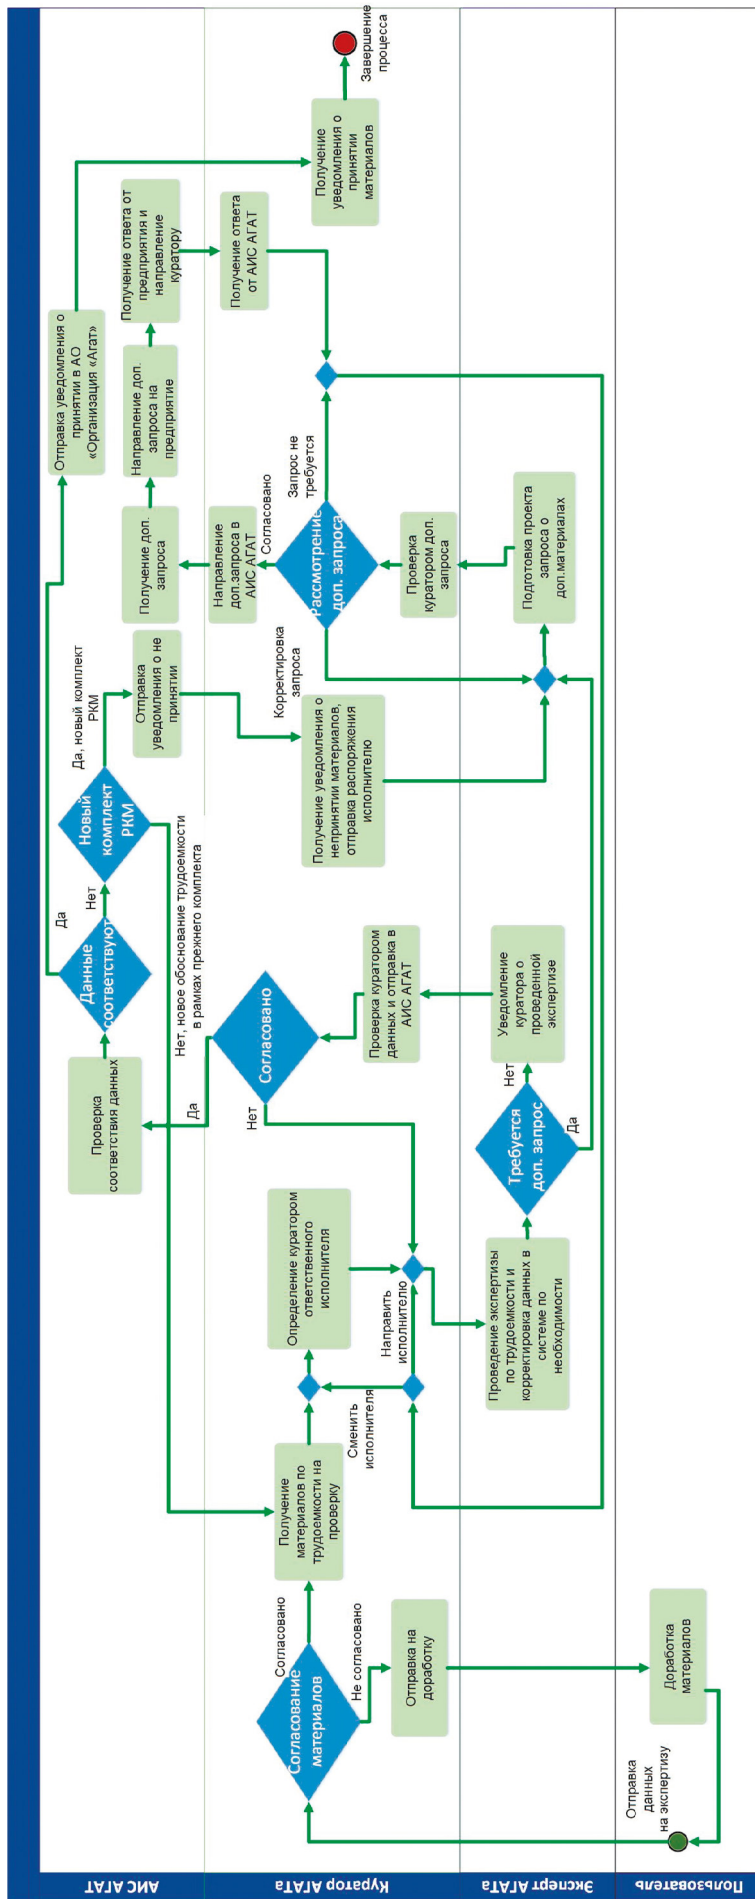 АИС АГАТ
Куратор АГАТа
Эксперт АГАТа
Пользователь
Отправка
данных
на экспертизу
Доработка
материалов
Согласование
материалов
Согласовано
Не согласовано
Отправка на
доработку
Получение
материалов по
трудоемкости на
проверку
Сменить
исполнителя
Направить
исполнителю
Определение куратором
ответственного
исполнителя
Проведение экспертизы
по трудоемкости и
корректировка данных в
системе по
необходимости
Требуется
доп. запрос
Нет
Да
Уведомление
куратора о
проведенной
экспертизе
Проверка куратором
данных и отправка в
АИС АГАТ
Согласовано
Нет
Да
Проверка
соответствия данных
Данные
соответствуют
Да
Нет
Новый
комплект
РКМ
Да, новый комплект
РКМ
Нет, новое обоснование трудоемкости
в рамках прежнего комплекта
Отправка
уведомления о не
принятии
Получение уведомления о
непринятии материалов,
отправка распоряжения
исполнителю
Подготовка проекта
запроса о
доп.материалах
Проверка
куратором доп.
запроса
Рассмотрение
доп. запроса
Корректировка
запроса
Согласовано
Запрос не
требуется
Направление
доп.запроса в
АИС АГАТ
Получение доп.
запроса
Направление доп.
запроса на
предприятие
Получение ответа от
предприятия и
направление
куратору
Получение ответа
от АИС АГАТ
Отправка уведомления о
принятии в АО
«Организация «Агат»
Получение
уведомления о
принятии
материалов
Завершение
процесса